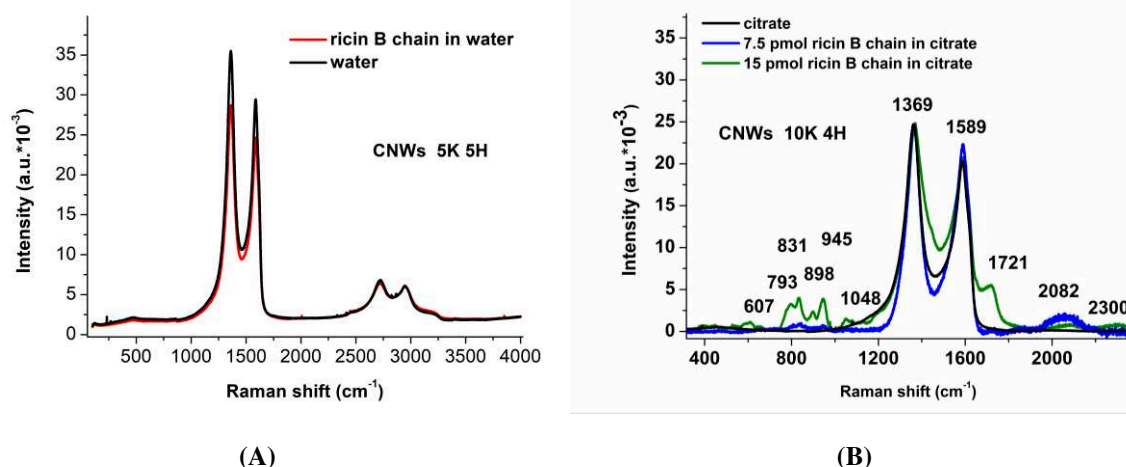 35
30
25
20
15
10
5
0
Intensity (a.u.*10⁻³)
ricin B chain in water
water
CNWs 5K 5H
500 1000 1500 2000 2500 3000 3500 4000
Raman shift (cm⁻¹)
(A)
35
30
25
20
15
10
5
0
Intensity (a.u.*10⁻³)
citrate
7.5 pmol ricin B chain in citrate
15 pmol ricin B chain in citrate
CNWs 10K 4H
1369
1589
831
945
793
898
607
1048
1721
2082
2300
400 800 1200 1600 2000
Raman shift (cm⁻¹)
(B)